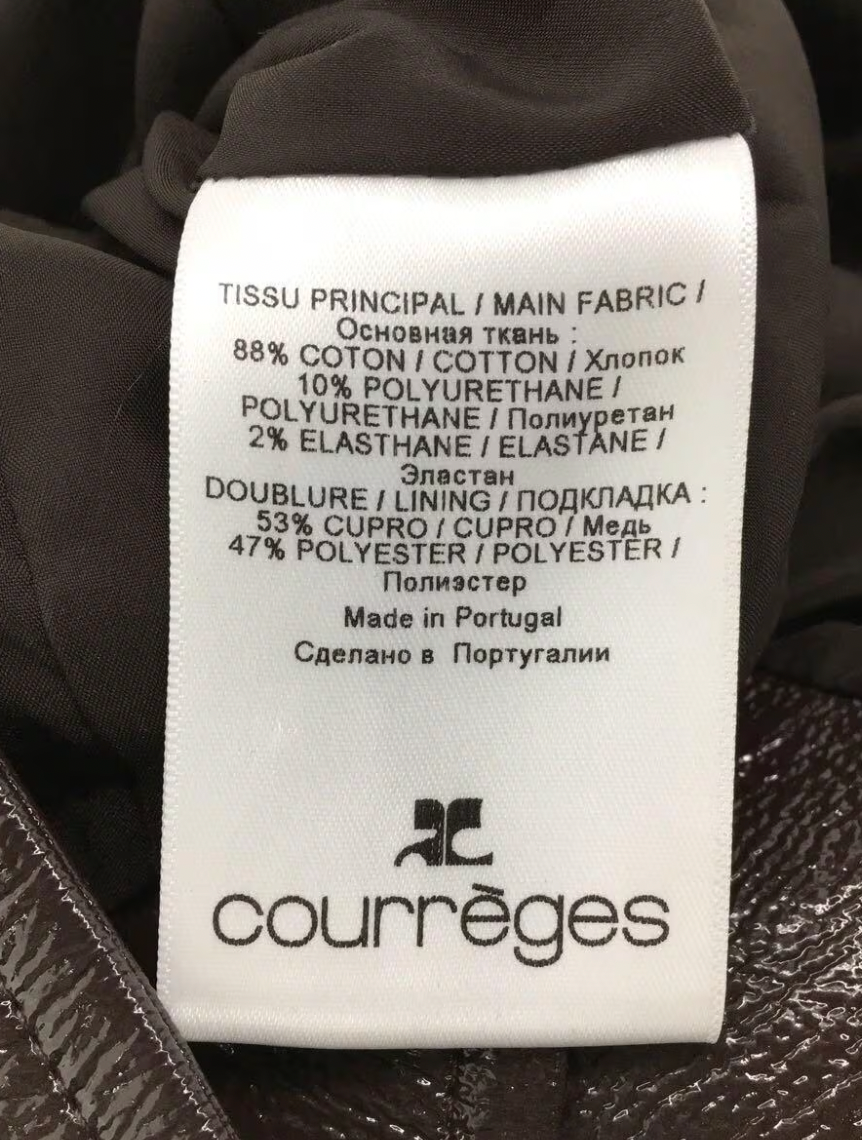 TISSU PRINCIPAL / MAIN FABRIC /
Основная ткань :
88% COTON / COTTON / Хлопок
10% POLYURETHANE /
POLYURETHANE / Полиуретан
2% ELASTHANE / ELASTANE /
Эластан
DOUBLURE / LINING / ПОДКЛАДКА :
53% CUPRO / CUPRO / Медь
47% POLYESTER / POLYESTER /
Полиэстер
Made in Portugal
Сделано в Португалии
courrèges